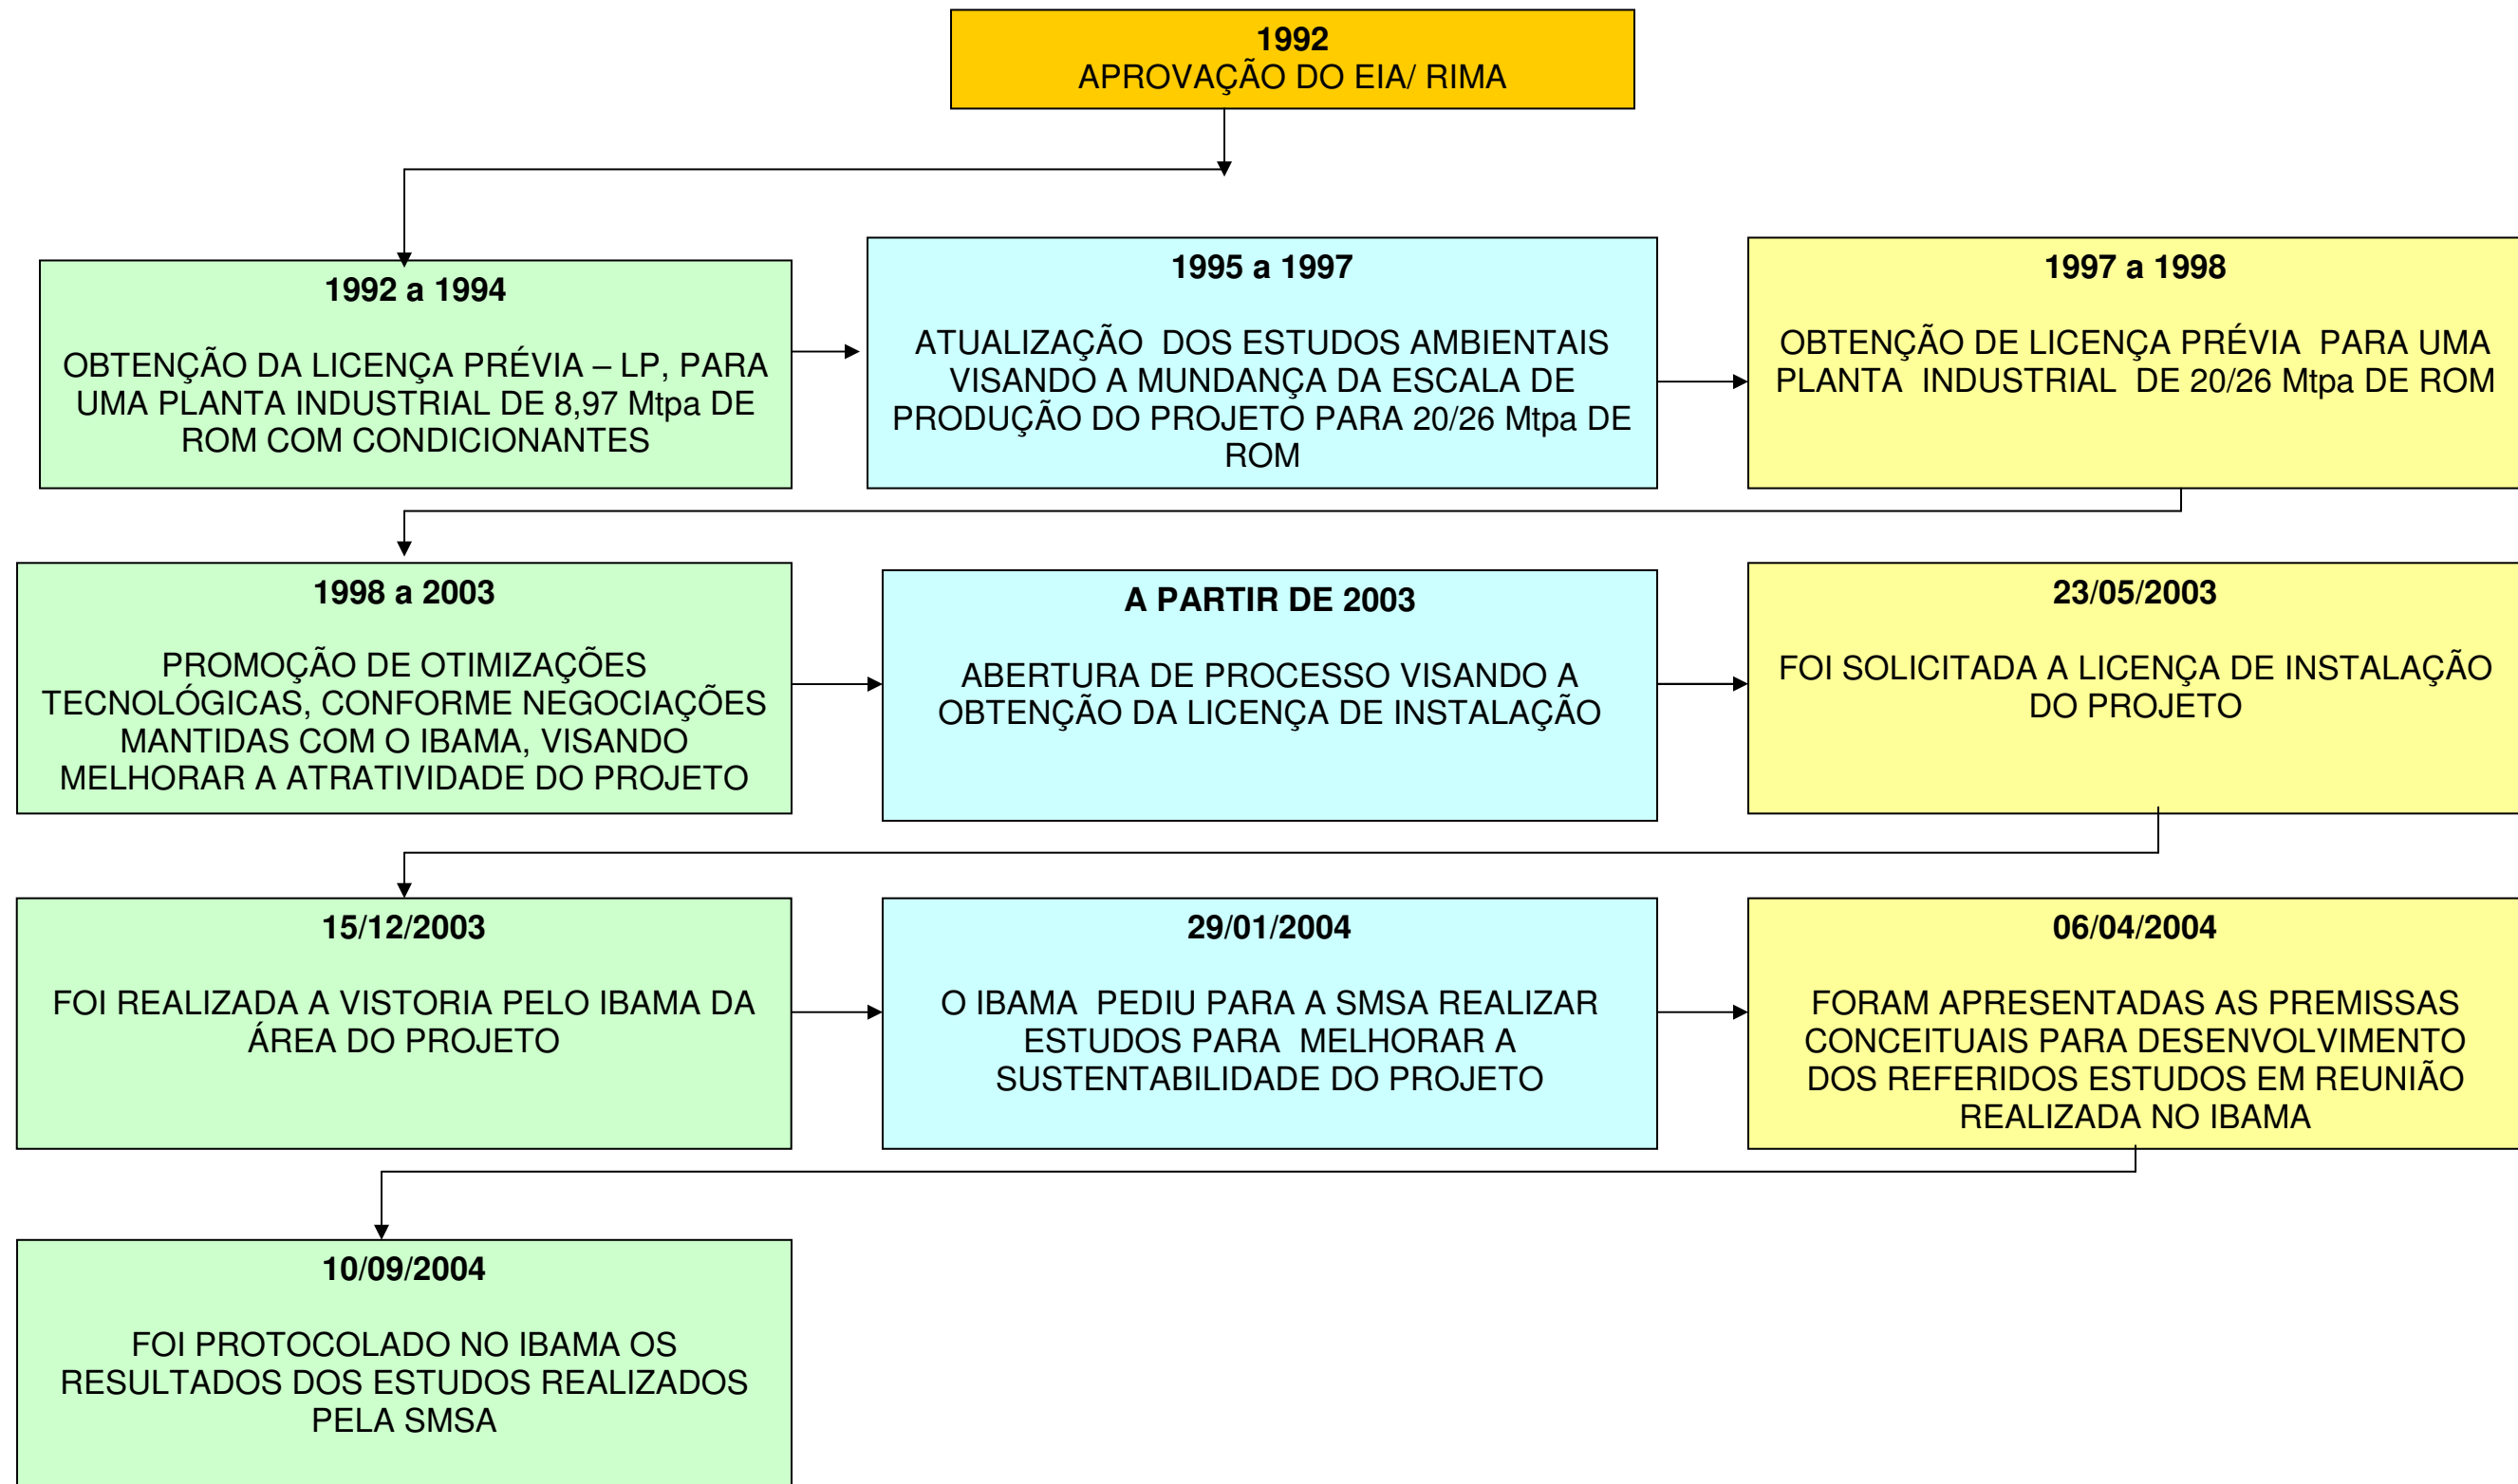 1992
APROVAÇÃO DO EIA/ RIMA
1992 a 1994
OBTENÇÃO DA LICENÇA PRÉVIA – LP, PARA
UMA PLANTA INDUSTRIAL DE 8,97 Mtpa DE
ROM COM CONDICIONANTES
1995 a 1997
ATUALIZAÇÃO DOS ESTUDOS AMBIENTAIS
VISANDO A MUNDANÇA DA ESCALA DE
PRODUÇÃO DO PROJETO PARA 20/26 Mtpa DE
ROM
1997 a 1998
OBTENÇÃO DE LICENÇA PRÉVIA PARA UMA
PLANTA INDUSTRIAL DE 20/26 Mtpa DE ROM
1998 a 2003
PROMOÇÃO DE OTIMIZAÇÕES
TECNOLÓGICAS, CONFORME NEGOCIAÇÕES
MANTIDAS COM O IBAMA, VISANDO
MELHORAR A ATRATIVIDADE DO PROJETO
A PARTIR DE 2003
ABERTURA DE PROCESSO VISANDO A
OBTENÇÃO DA LICENÇA DE INSTALAÇÃO
23/05/2003
FOI SOLICITADA A LICENÇA DE INSTALAÇÃO
DO PROJETO
15/12/2003
FOI REALIZADA A VISTORIA PELO IBAMA DA
ÁREA DO PROJETO
29/01/2004
O IBAMA PEDIU PARA A SMSA REALIZAR
ESTUDOS PARA MELHORAR A
SUSTENTABILIDADE DO PROJETO
06/04/2004
FORAM APRESENTADAS AS PREMISSAS
CONCEITUAIS PARA DESENVOLVIMENTO
DOS REFERIDOS ESTUDOS EM REUNIÃO
REALIZADA NO IBAMA
10/09/2004
FOI PROTOCOLADO NO IBAMA OS
RESULTADOS DOS ESTUDOS REALIZADOS
PELA SMSA